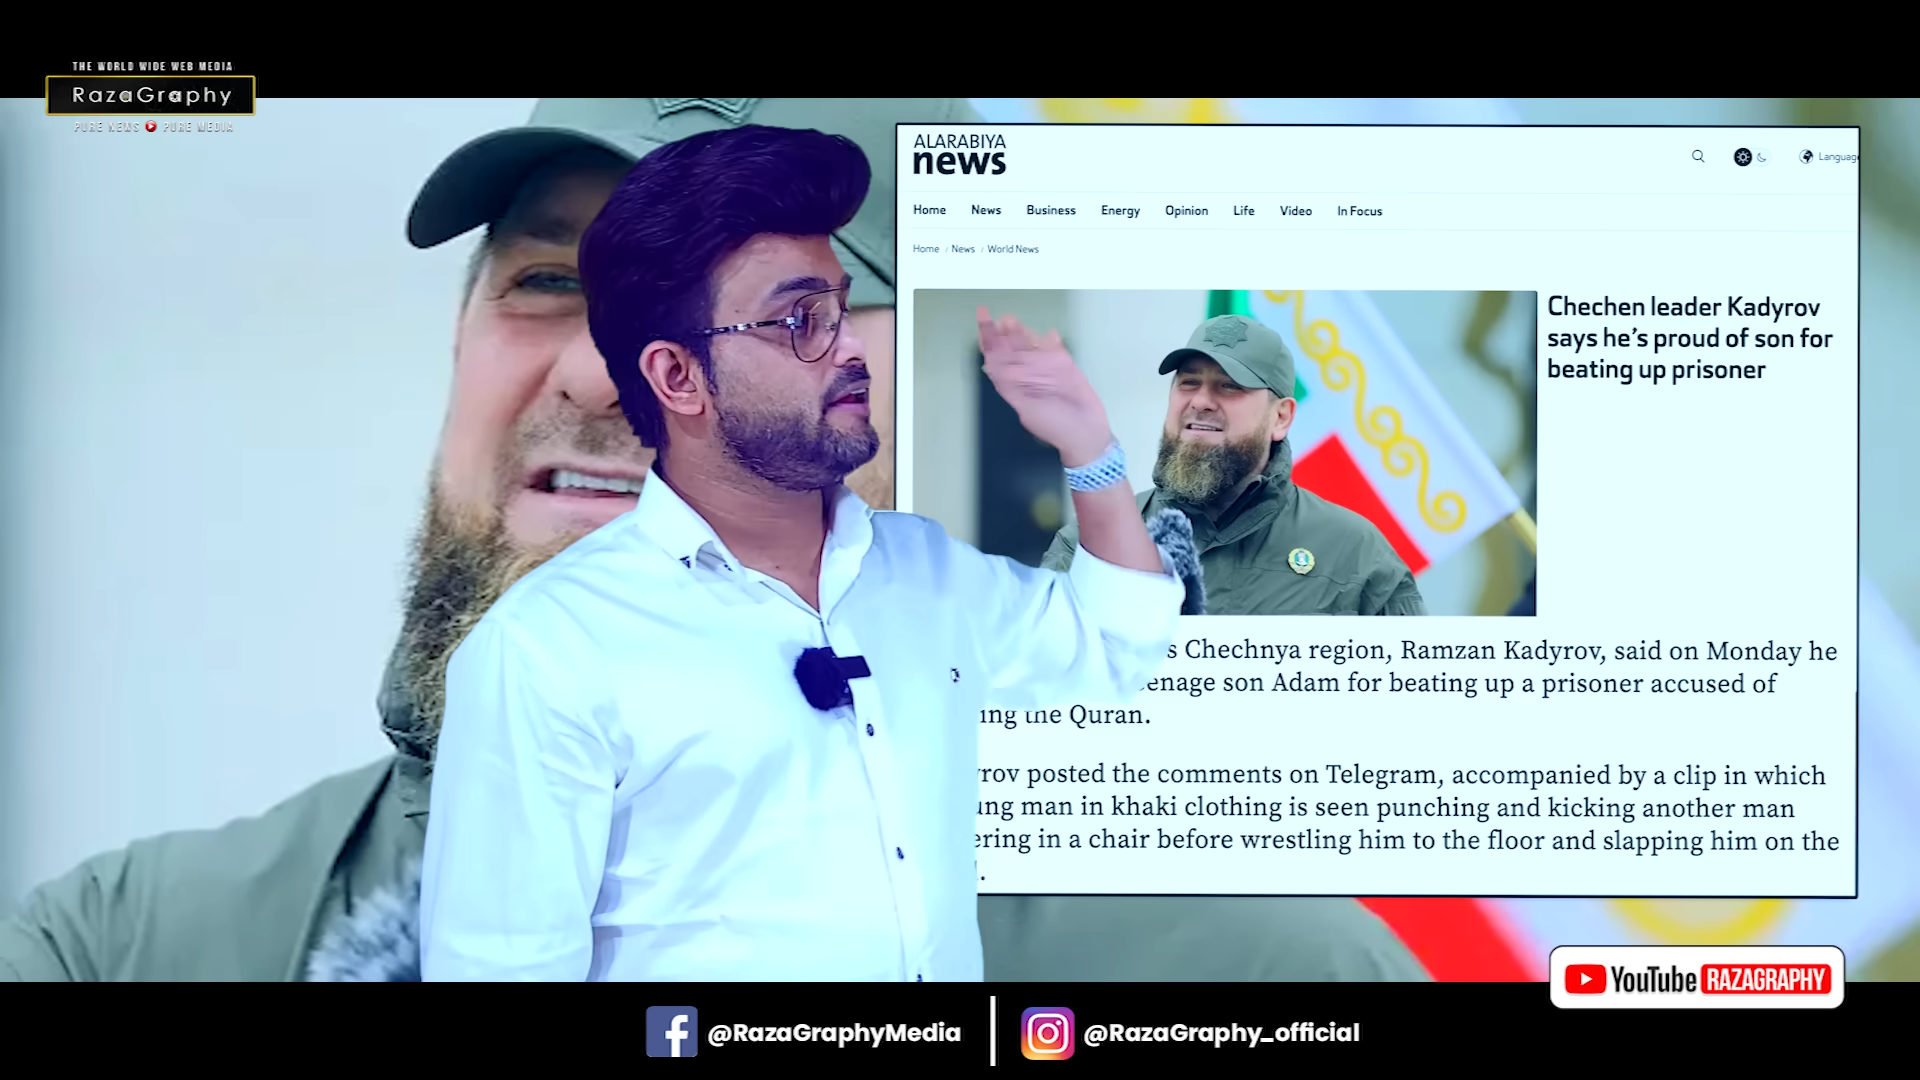 THE WORLD WIDE WEB MEDIA
RazaGraphy
PURE NEWS PURE MEDIA
ALARABIYA
news
Language
Home News Business Energy Opinion Life Video In Focus
Home / News / World News
Chechen leader Kadyrov
says he's proud of son for
beating up prisoner
s Chechnya region, Ramzan Kadyrov, said on Monday he
enage son Adam for beating up a prisoner accused of
ing the Quran.
rov posted the comments on Telegram, accompanied by a clip in which
ung man in khaki clothing is seen punching and kicking another man
ering in a chair before wrestling him to the floor and slapping him on the
YouTube RAZAGRAPHY
@RazaGraphyMedia
@RazaGraphy_official